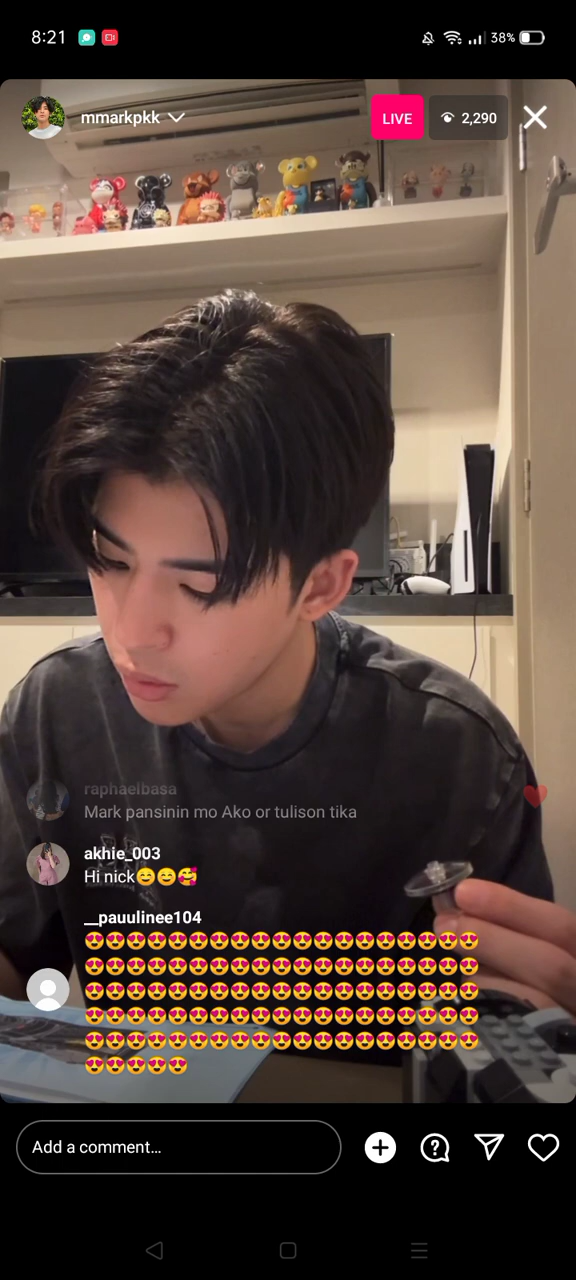 8:21
38%
mmarkpkk
LIVE
2,290
raphaelbasa
Mark pansinin mo Ako or tulison tika
akhie_003
Hi nick😊😊🥰
__pauulinee104
😍😍😍😍😍😍😍😍😍😍😍😍😍😍😍😍😍😍😍
😍😍😍😍😍😍😍😍😍😍😍😍😍😍😍😍😍😍😍
😍😍😍😍😍😍😍😍😍😍😍😍😍😍😍😍😍😍😍
😍😍😍😍😍😍😍😍😍😍😍😍😍😍😍😍😍😍😍
😍😍😍😍😍😍😍😍😍😍😍😍😍😍😍😍😍😍😍
😍😍😍😍😍
Add a comment...